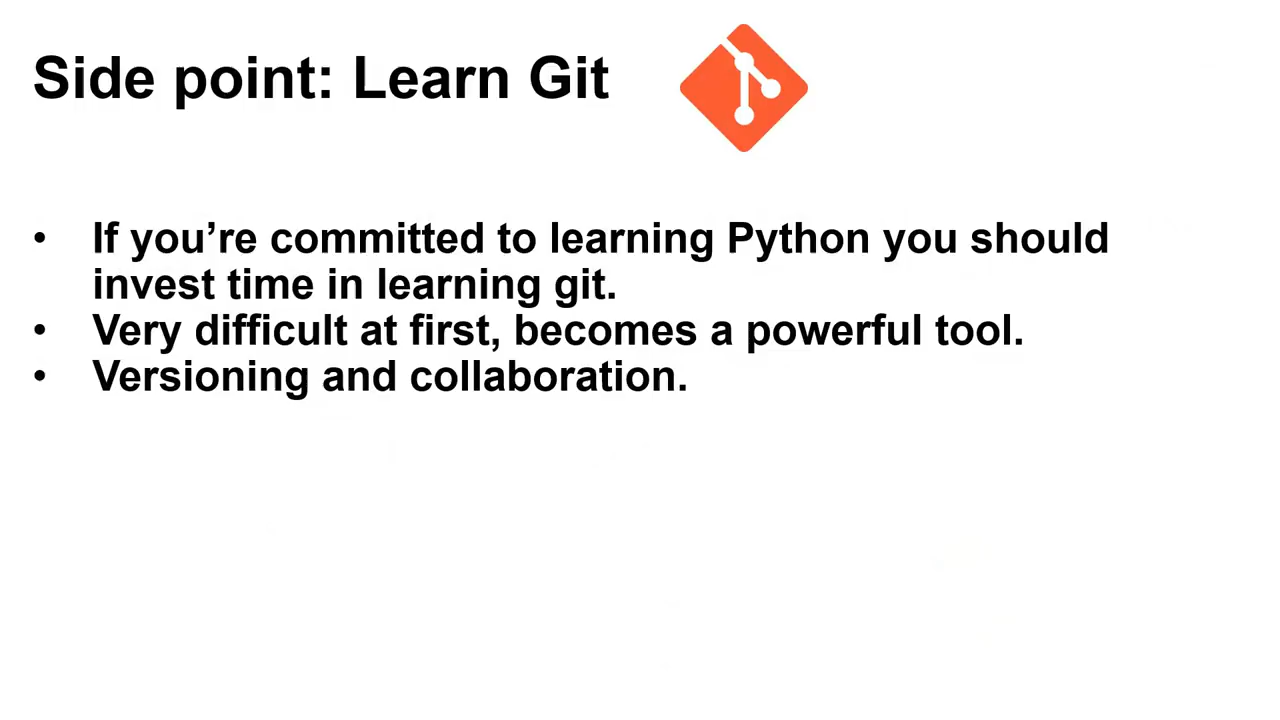 Side point: Learn Git
• If you’re committed to learning Python you should
invest time in learning git.
• Very difficult at first, becomes a powerful tool.
• Versioning and collaboration.